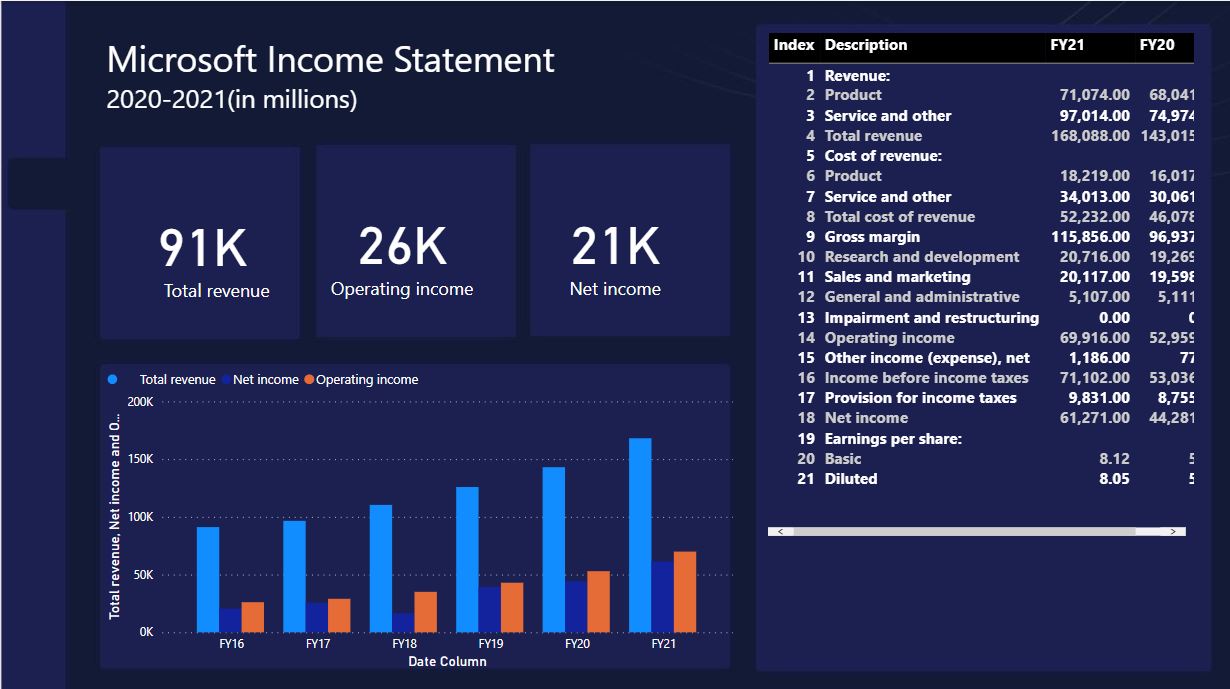 Microsoft Income Statement
2020-2021(in millions)
91K
Total revenue
26K
Operating income
21K
Net income
Total revenue Net income Operating income
Total revenue, Net income and O...
200K
150K
100K
50K
0K
FY16 FY17 FY18 FY19 FY20 FY21
Date Column
Index Description FY21 FY20
1 Revenue:
2 Product 71,074.00 68,041
3 Service and other 97,014.00 74,974
4 Total revenue 168,088.00 143,015
5 Cost of revenue:
6 Product 18,219.00 16,017
7 Service and other 34,013.00 30,061
8 Total cost of revenue 52,232.00 46,078
9 Gross margin 115,856.00 96,937
10 Research and development 20,716.00 19,269
11 Sales and marketing 20,117.00 19,598
12 General and administrative 5,107.00 5,111
13 Impairment and restructuring 0.00 0
14 Operating income 69,916.00 52,959
15 Other income (expense), net 1,186.00 77
16 Income before income taxes 71,102.00 53,036
17 Provision for income taxes 9,831.00 8,755
18 Net income 61,271.00 44,281
19 Earnings per share:
20 Basic 8.12 5
21 Diluted 8.05 5